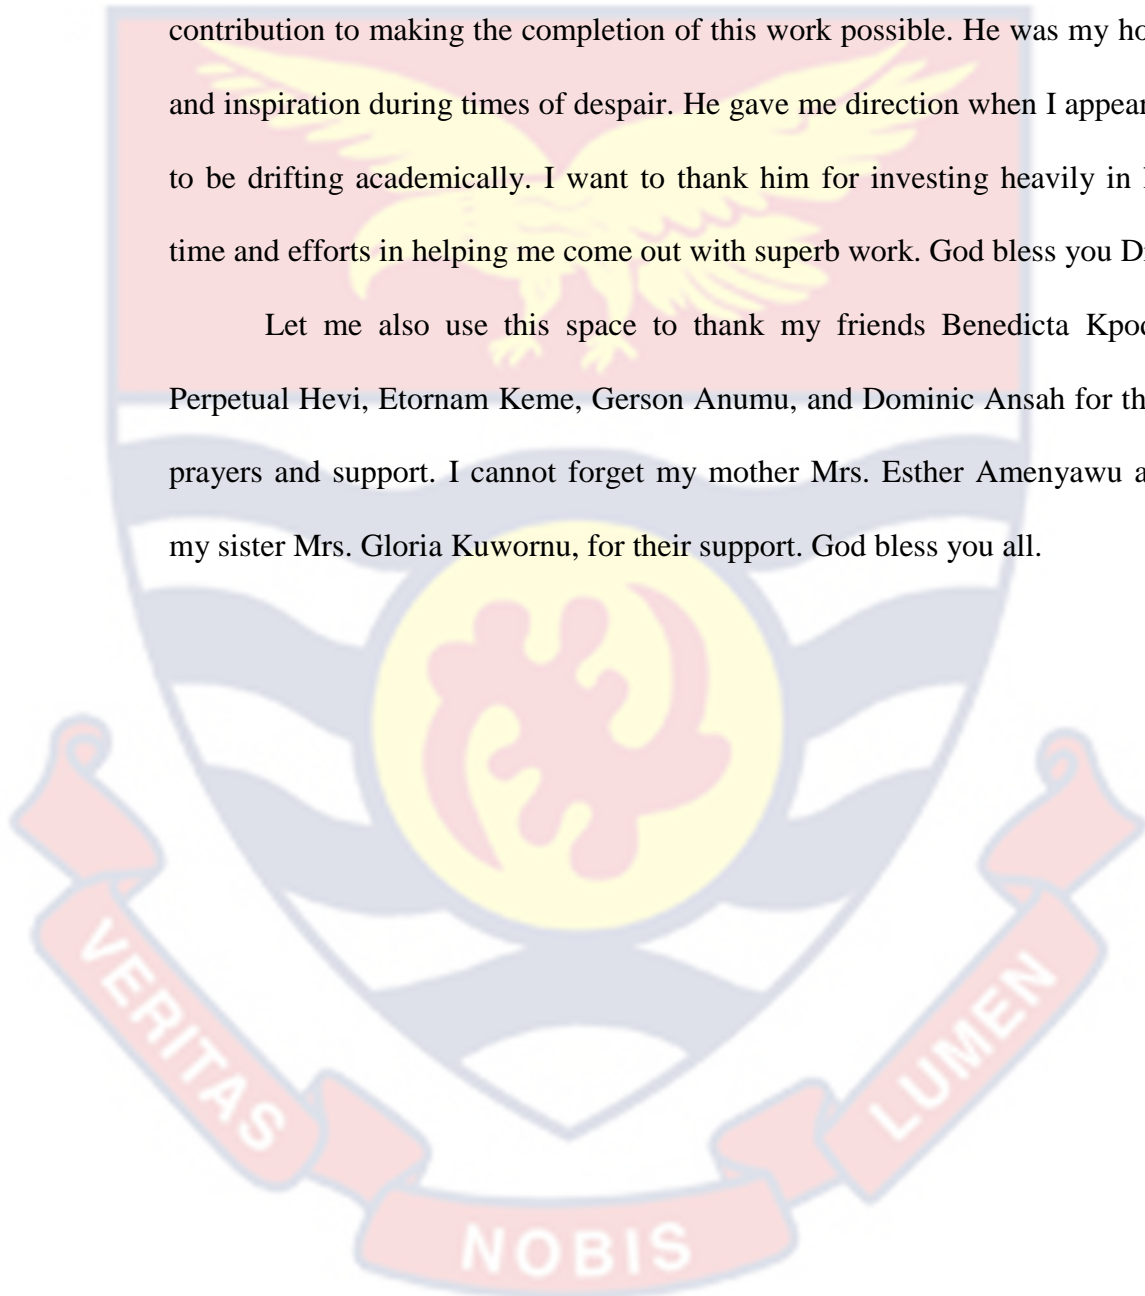 contribution to making the completion of this work possible. He was my
and inspiration during times of despair. He gave me direction when I
to be drifting academically. I want to thank him for investing heavily in
time and efforts in helping me come out with superb work. God bless you
Let me also use this space to thank my friends Benedicta
Perpetual Hevi, Etornam Keme, Gerson Anumu, and Dominic Ansah for
prayers and support. I cannot forget my mother Mrs. Esther Amenyawu
my sister Mrs. Gloria Kuwornu, for their support. God bless you all.
VERITAS
NOBIS
LUMEN